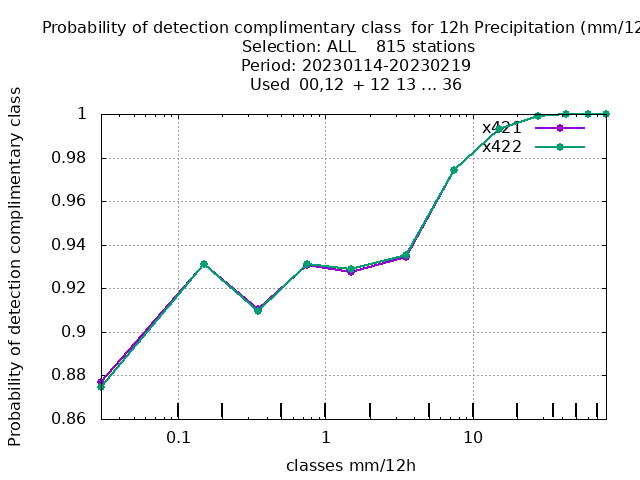 Probability of detection complimentary class  for 12h Precipitation (mm/12
Selection: ALL    815 stations
Period: 20230114-20230219
Used  00,12  + 12 13 ... 36
Probability of detection complimentary class
1
0.98
0.96
0.94
0.92
0.9
0.88
0.86
x421
x422
0.1
1
10
classes mm/12h